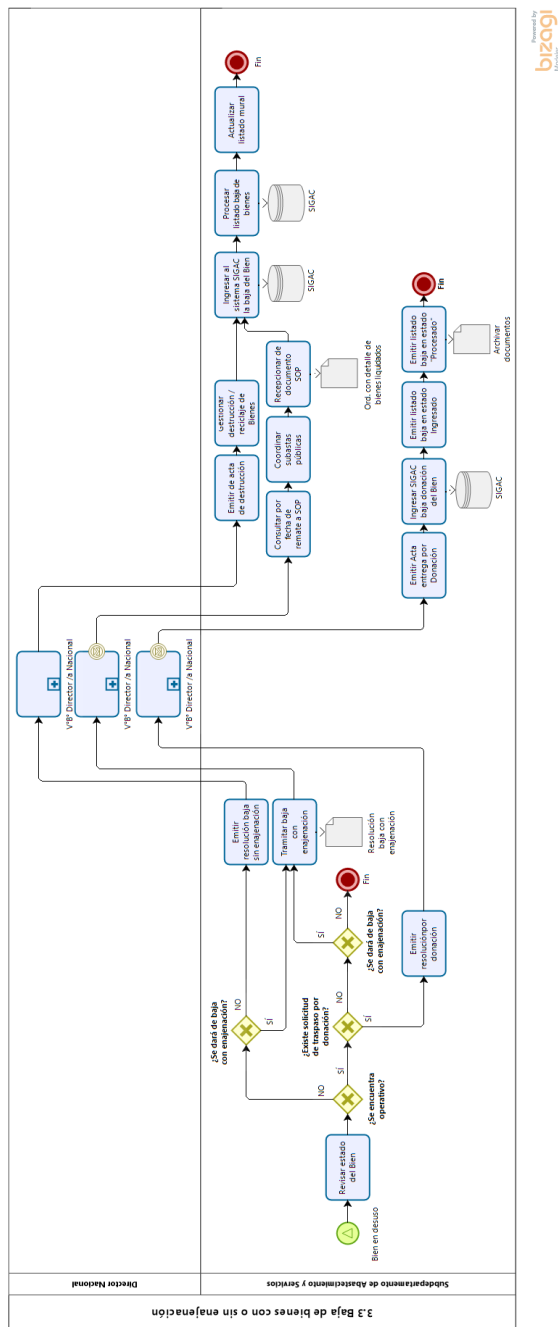 Powered by
bizagi
Modeler
3.3 Baja de bienes con o sin enajenación
Director Nacional
Subdepartamento de Abastecimiento y Servicios
Bien en desuso
Revisar estado
del Bien
¿Se encuentra
operativo?
NO
SÍ
¿Se dará de baja
con enajenación?
NO
SÍ
¿Existe solicitud
de traspaso por
donación?
NO
SÍ
¿Se dará de baja
con enajenación?
SÍ
NO
Fin
Emitir
resolución baja
sin enajenación
Tramitar baja
con
enajenación
Resolución
baja con
enajenación
Emitir
resoluciónpor
donación
V°B° Director /a Nacional
V°B° Director /a Nacional
V°B° Director /a Nacional
Emitir de acta
de destrucción
Gestionar
destrucción /
reciclaje de
Bienes
Consultar por
fecha de
remate a SOP
Coordinar
subastas
públicas
Recepcionar de
documento
SOP
Ord. con detalle de
bienes liquidados
Ingresar al
sistema SIGAC
la baja del Bien
SIGAC
Procesar
listado baja de
bienes
SIGAC
Actualizar
listado mural
Fin
Emitir Acta
entrega por
Donación
Ingresar SIGAC
baja donación
del Bien
SIGAC
Emitir listado
baja en estado
Ingresado
Emitir listado
baja en estado
"Procesado"
Archivar
documentos
Fin